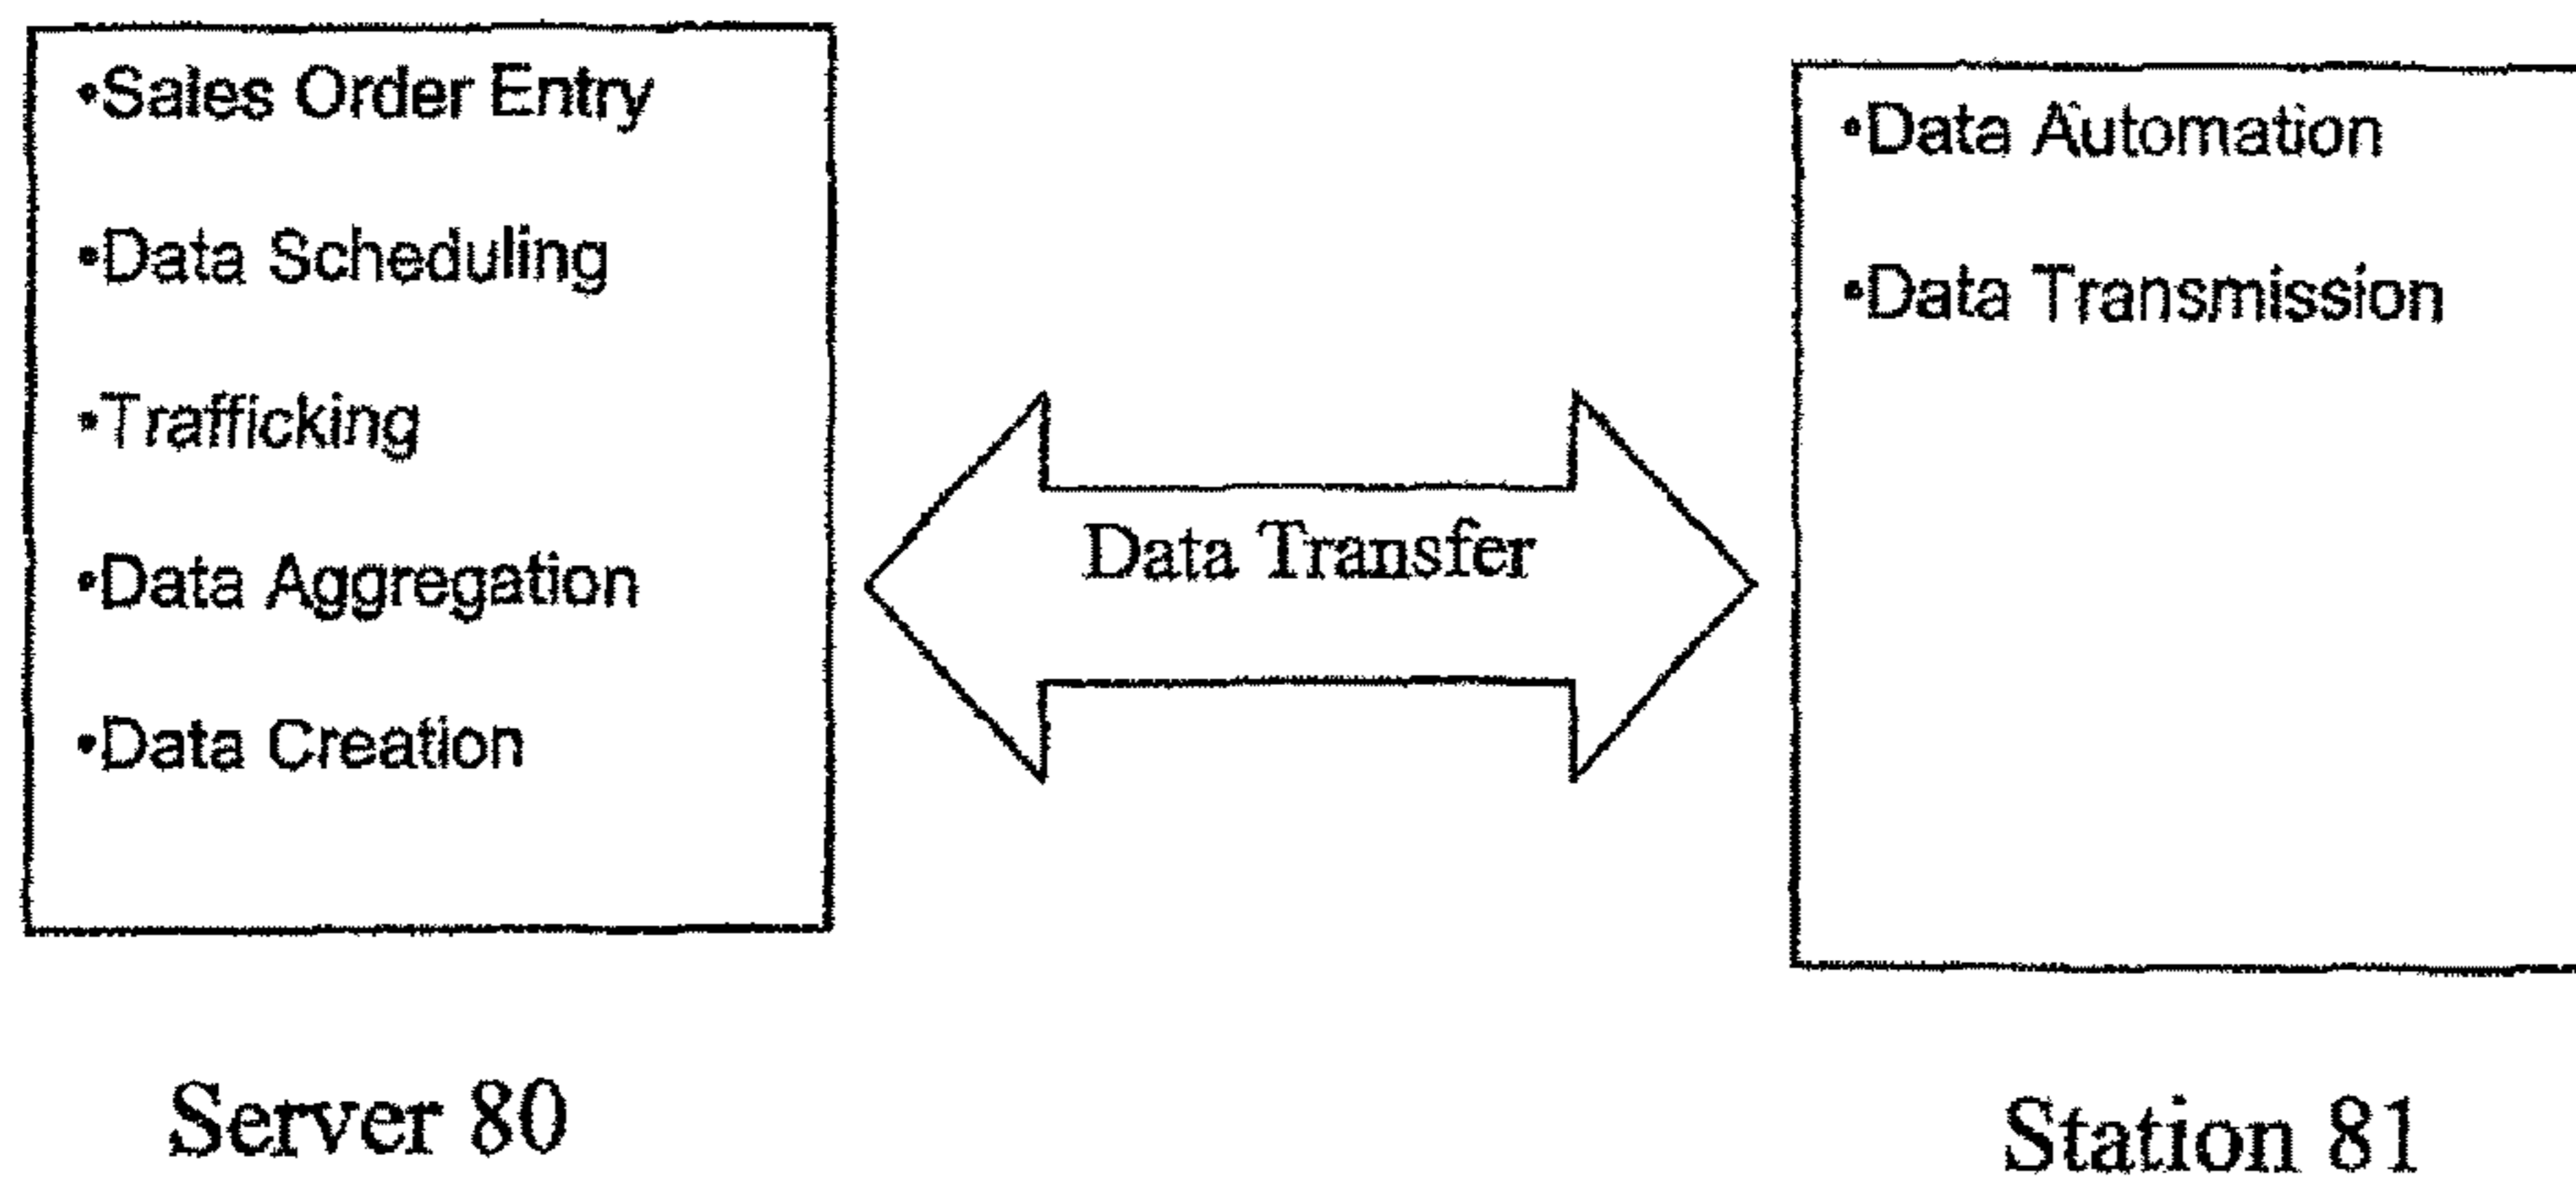 •Sales Order Entry
•Data Scheduling
•Trafficking
•Data Aggregation
•Data Creation
Data Transfer
•Data Automation
•Data Transmission
Server 80
Station 81